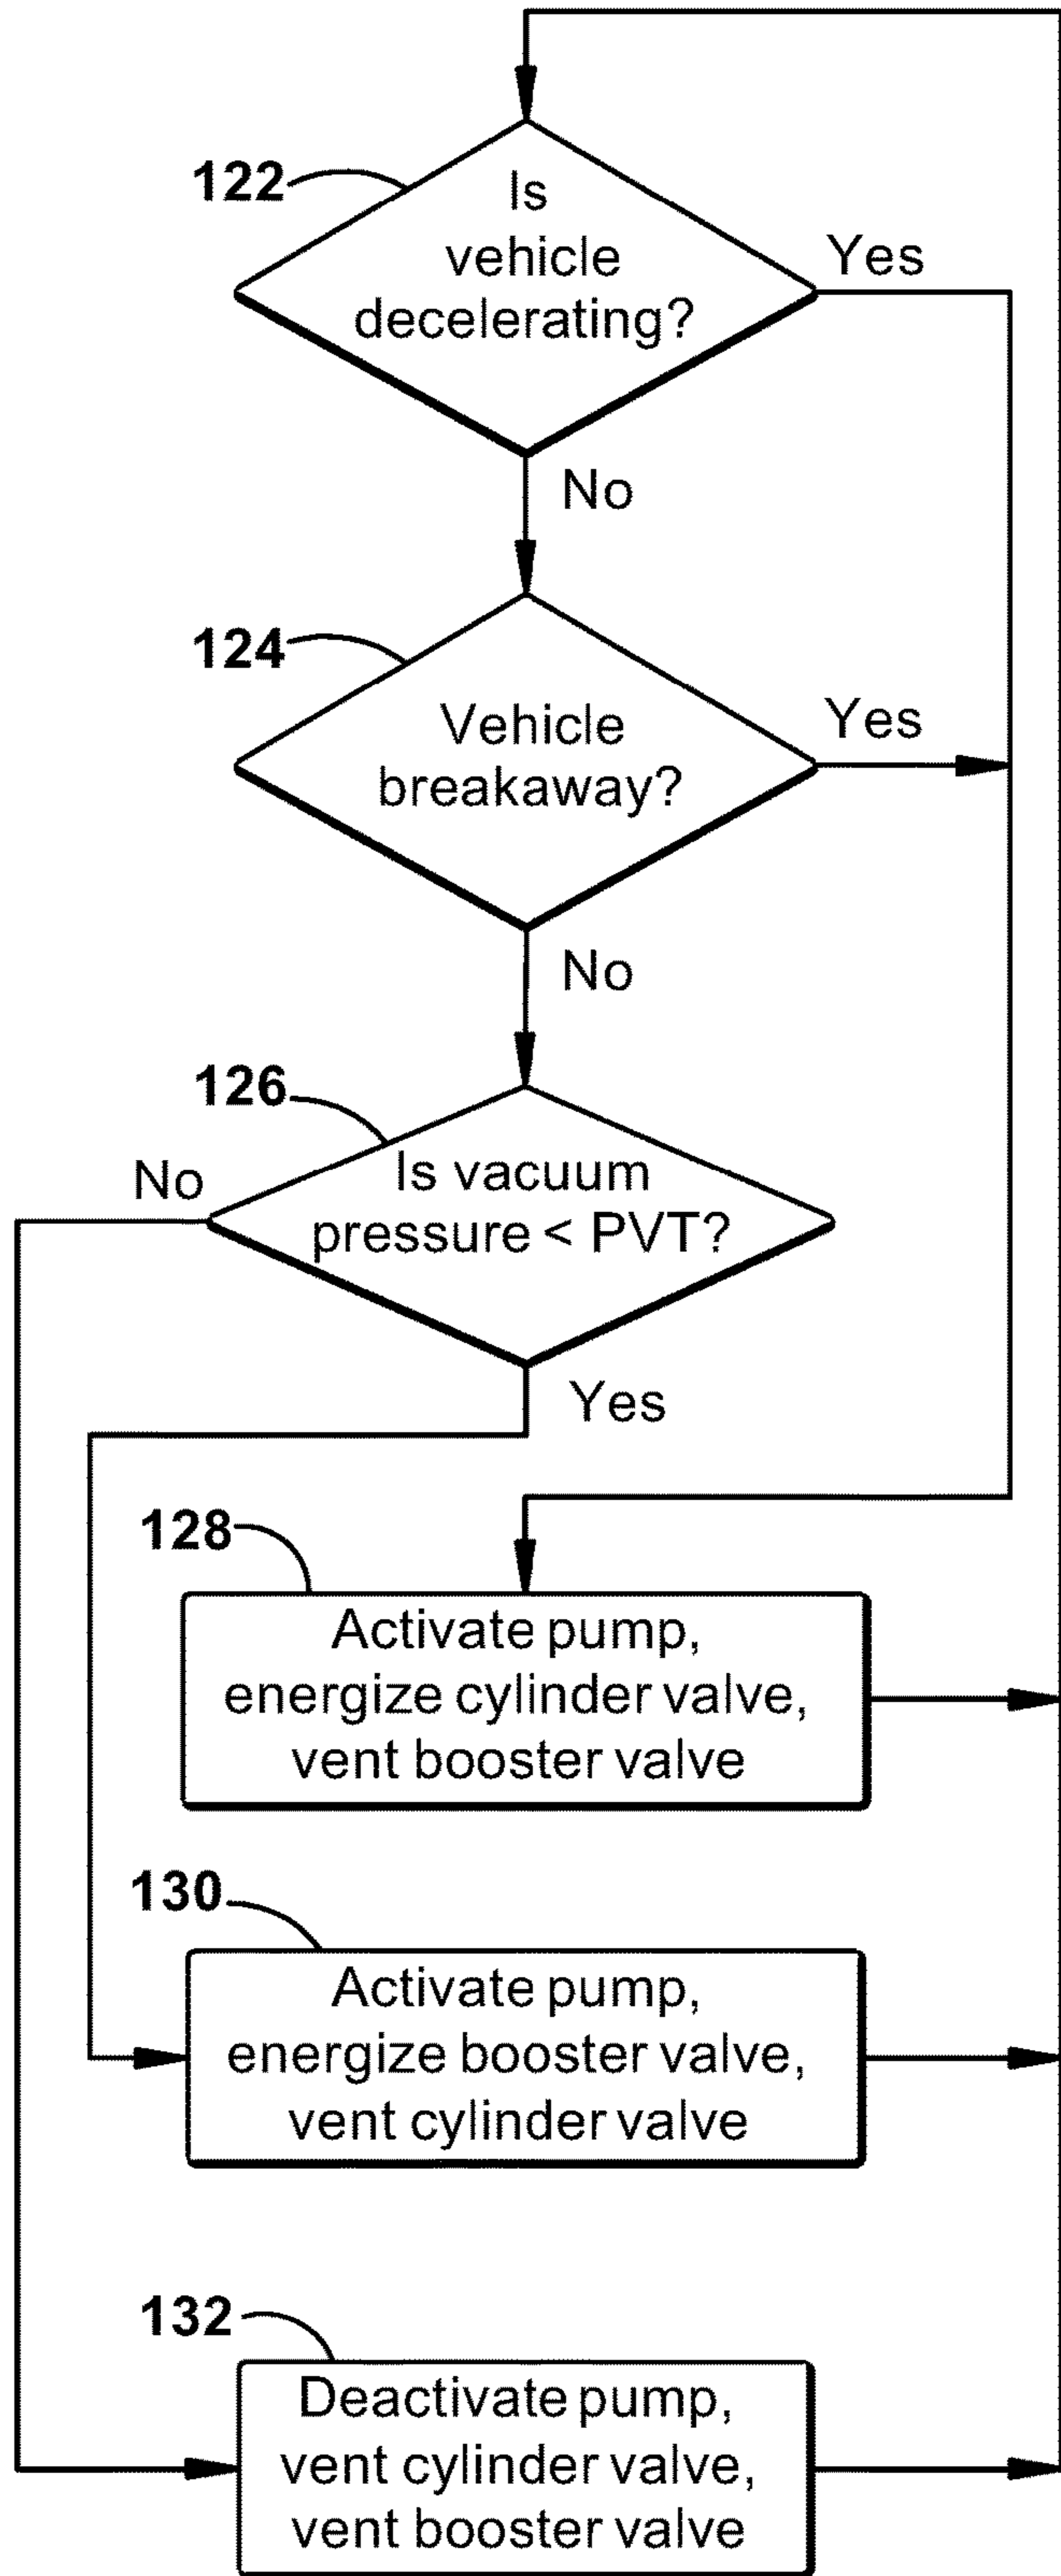 122
Is
vehicle
decelerating?
Yes
No
124
Vehicle
breakaway?
Yes
No
126
No
Is vacuum
pressure < PVT?
Yes
128
Activate pump,
energize cylinder valve,
vent booster valve
130
Activate pump,
energize booster valve,
vent cylinder valve
132
Deactivate pump,
vent cylinder valve,
vent booster valve